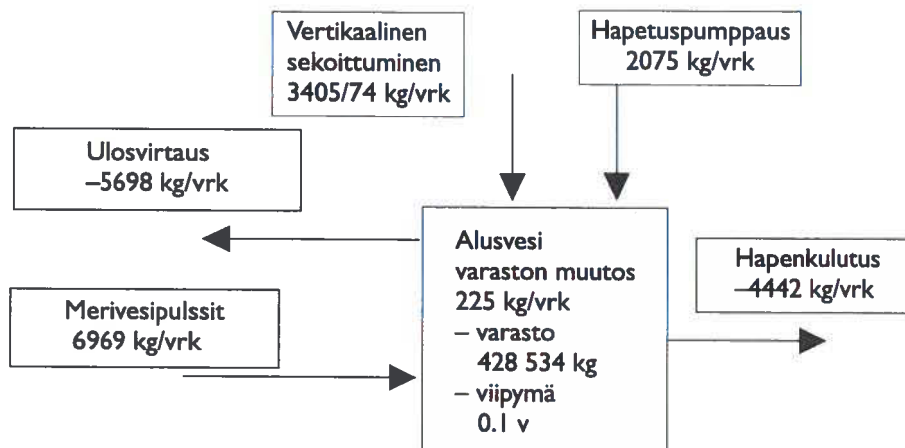 Vertikaalinen
sekoittuminen
3405/74 kg/vrk
Hapetuspumppaus
2075 kg/vrk
Ulosvirtaus
–5698 kg/vrk
Merivesipulssit
6969 kg/vrk
Alusvesi
varaston muutos
225 kg/vrk
– varasto
428 534 kg
– viipymä
0.1 v
Hapenkulutus
–4442 kg/vrk